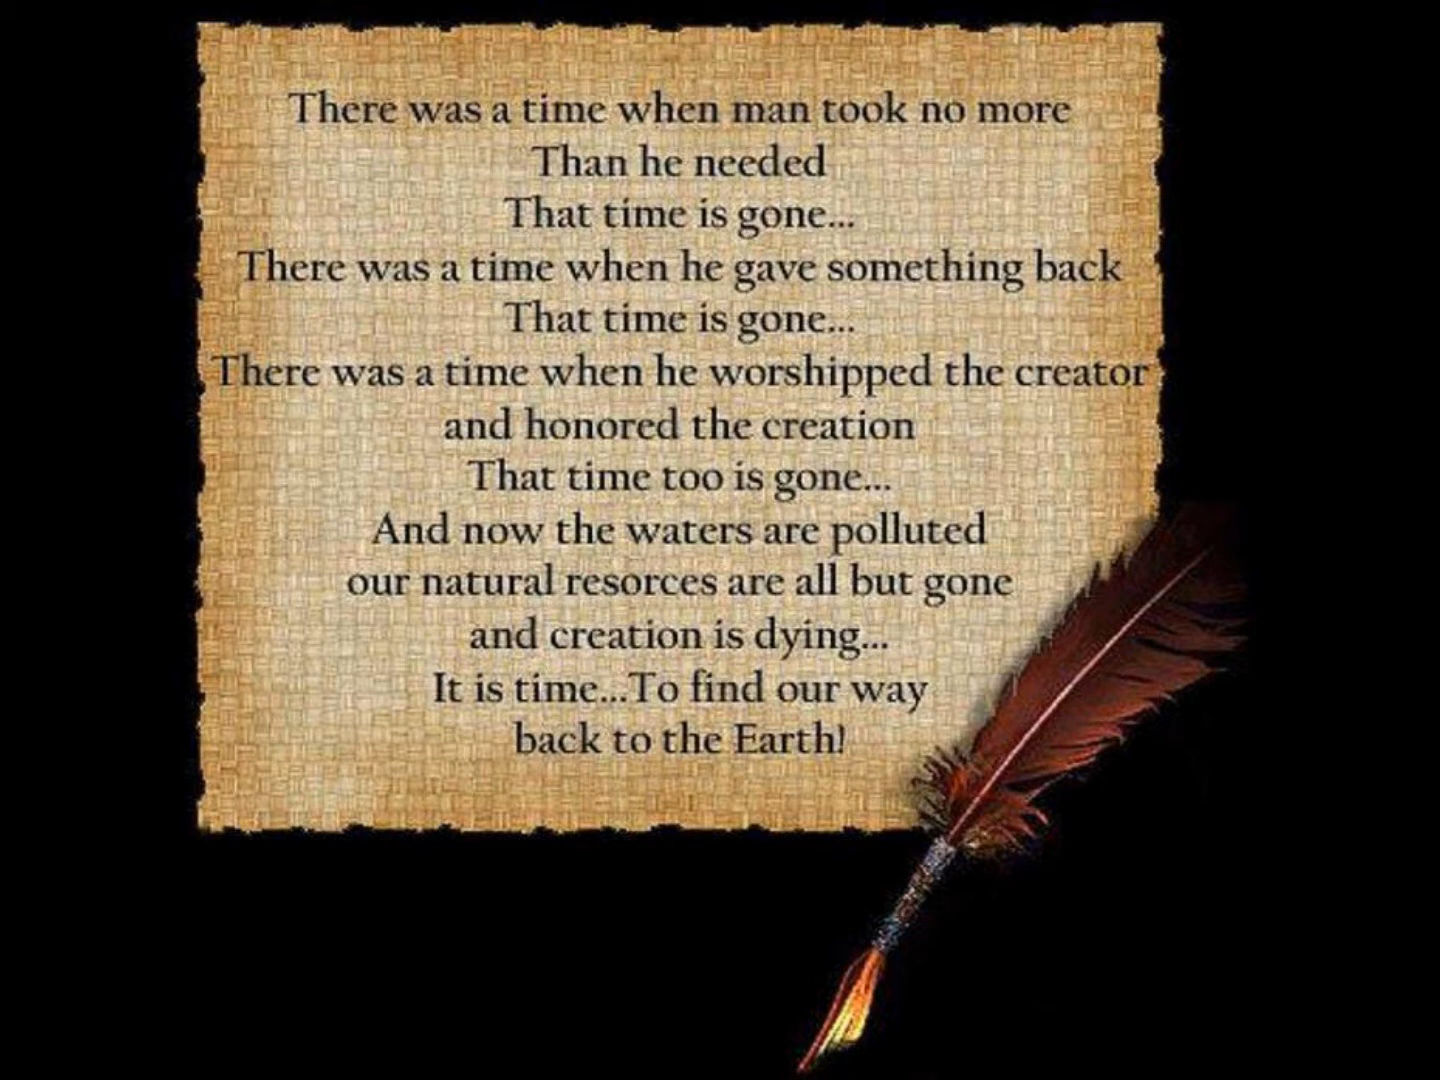 There was a time when man took no more
Than he needed
That time is gone...
There was a time when he gave something back
That time is gone...
There was a time when he worshipped the creator
and honored the creation
That time too is gone...
And now the waters are polluted
our natural resorces are all but gone
and creation is dying...
It is time...To find our way
back to the Earth!